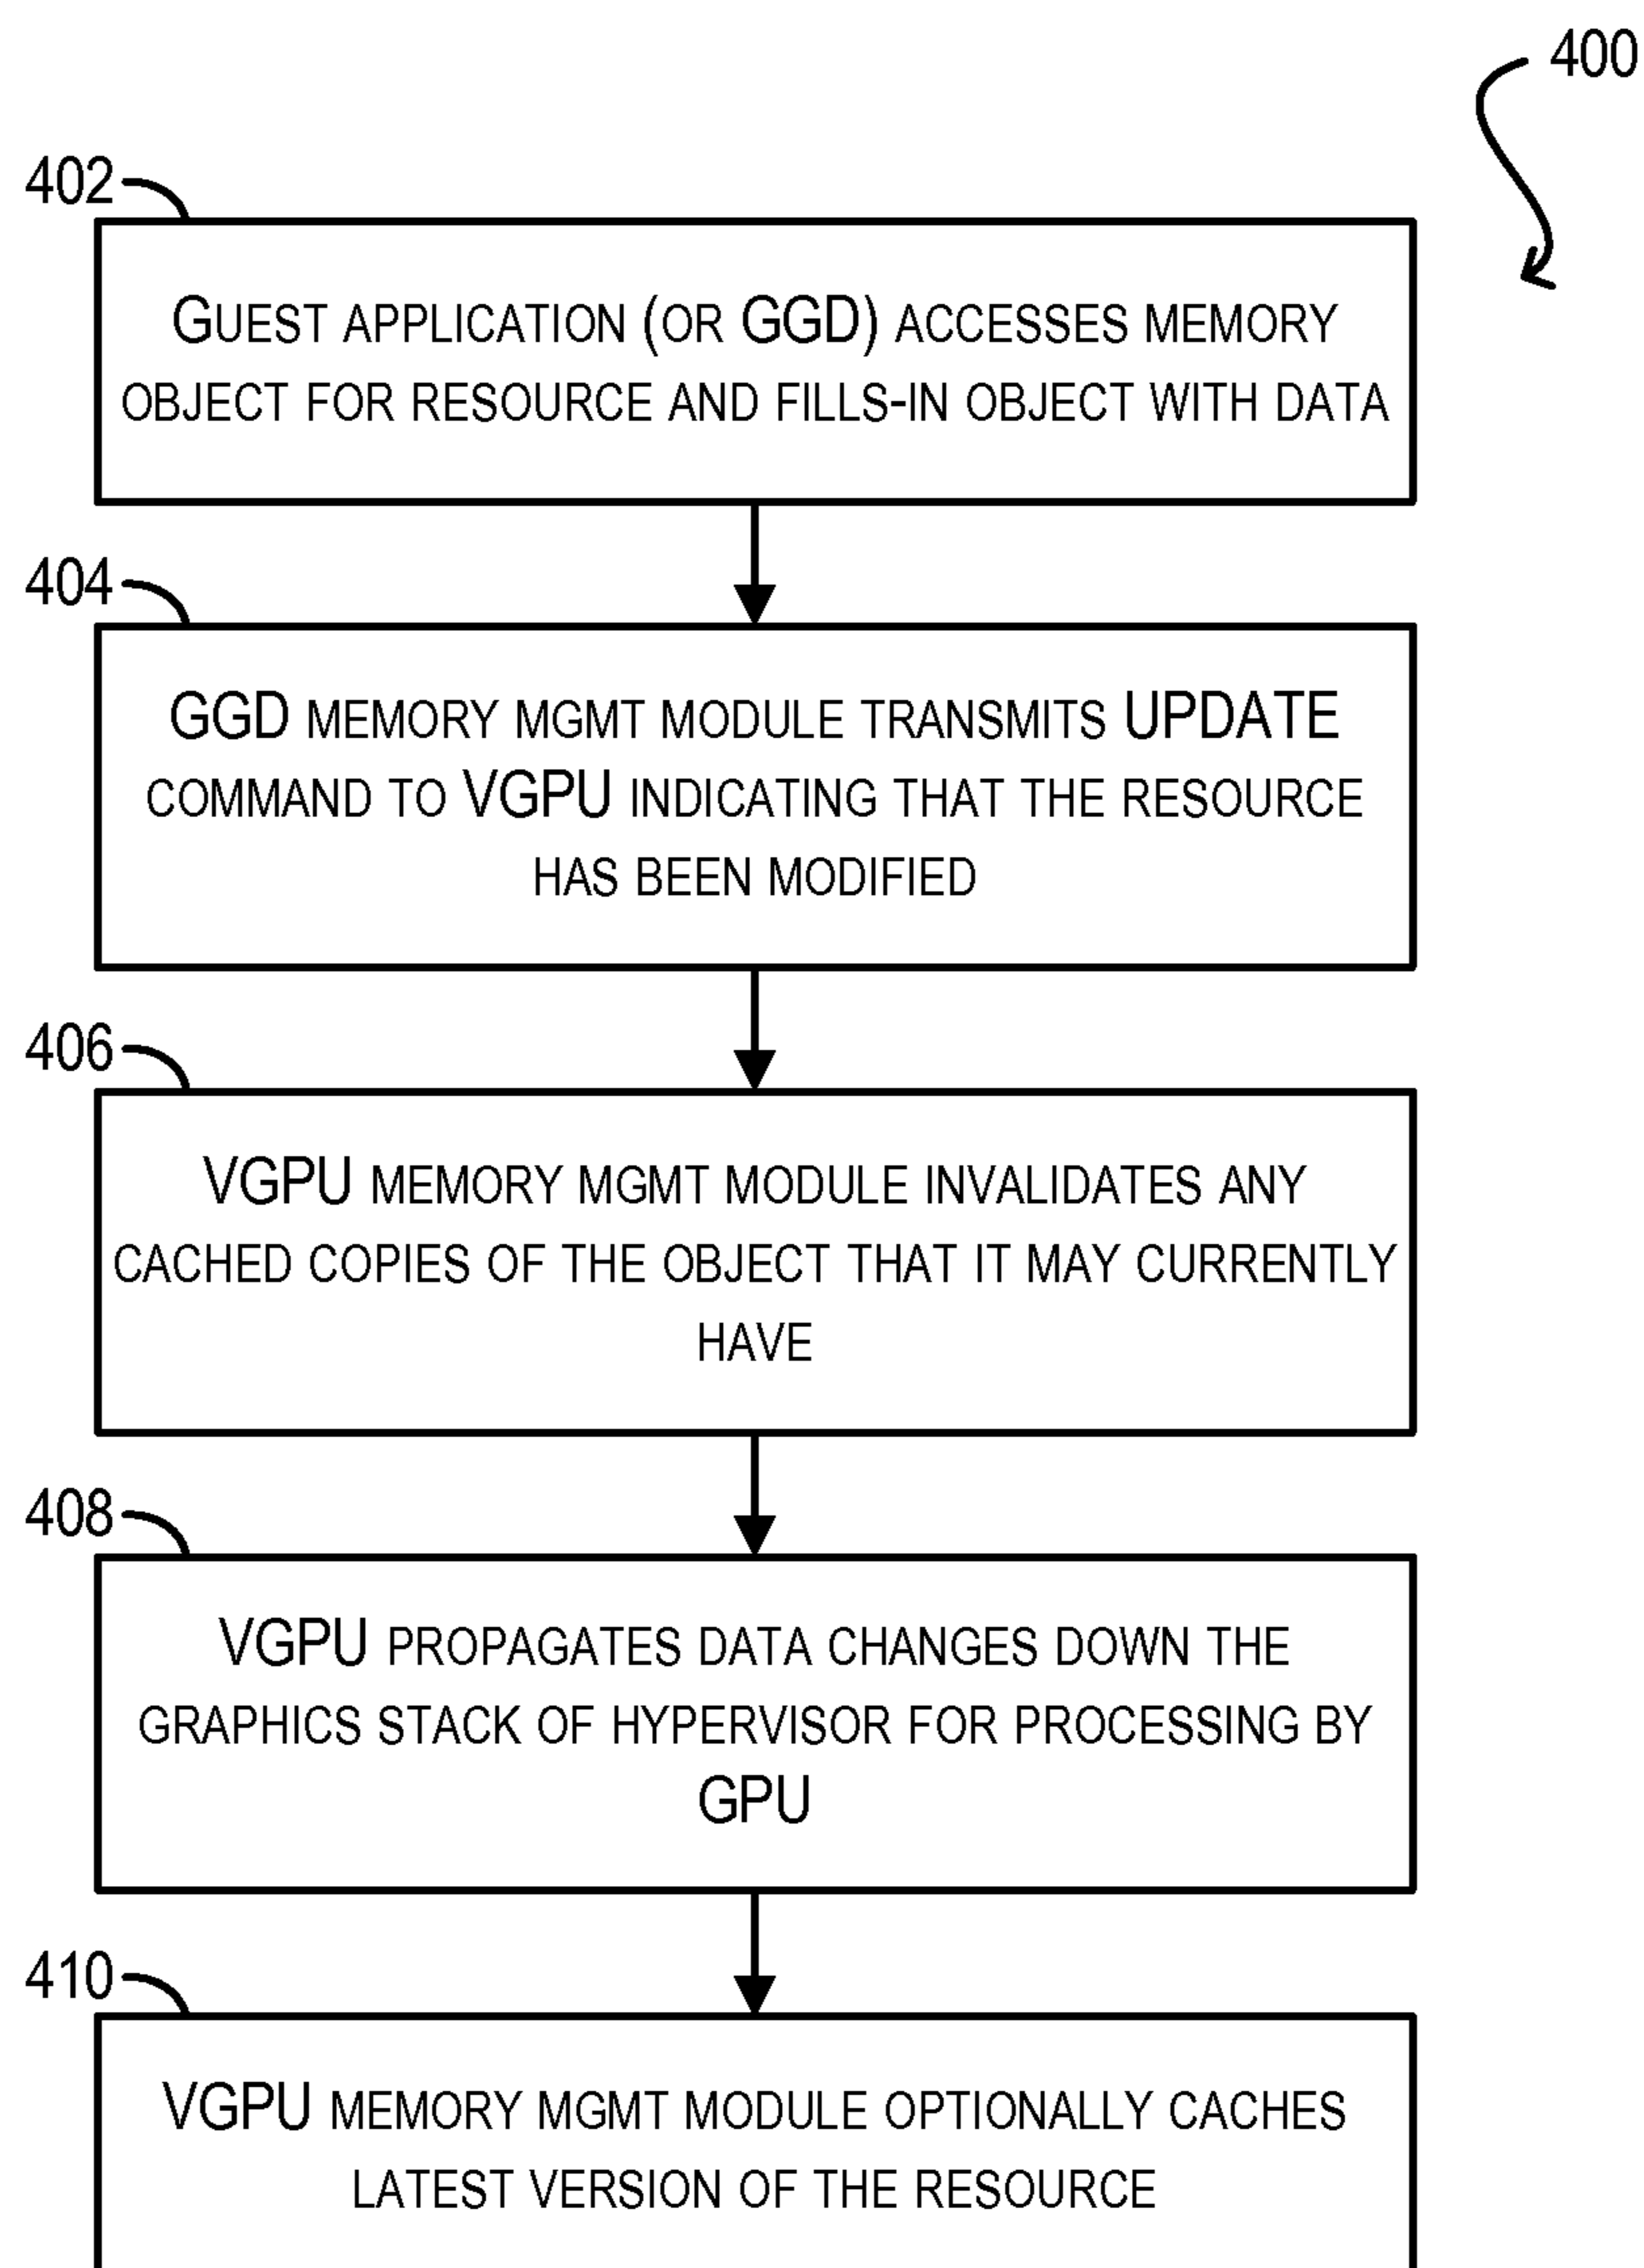 400
402
Guest application (or GGD) accesses memory
object for resource and fills-in object with data
404
GGD memory mgmt module transmits UPDATE
command to VGPU indicating that the resource
has been modified
406
VGPU memory mgmt module invalidates any
cached copies of the object that it may currently
have
408
VGPU propagates data changes down the
graphics stack of hypervisor for processing by
GPU
410
VGPU memory mgmt module optionally caches
latest version of the resource